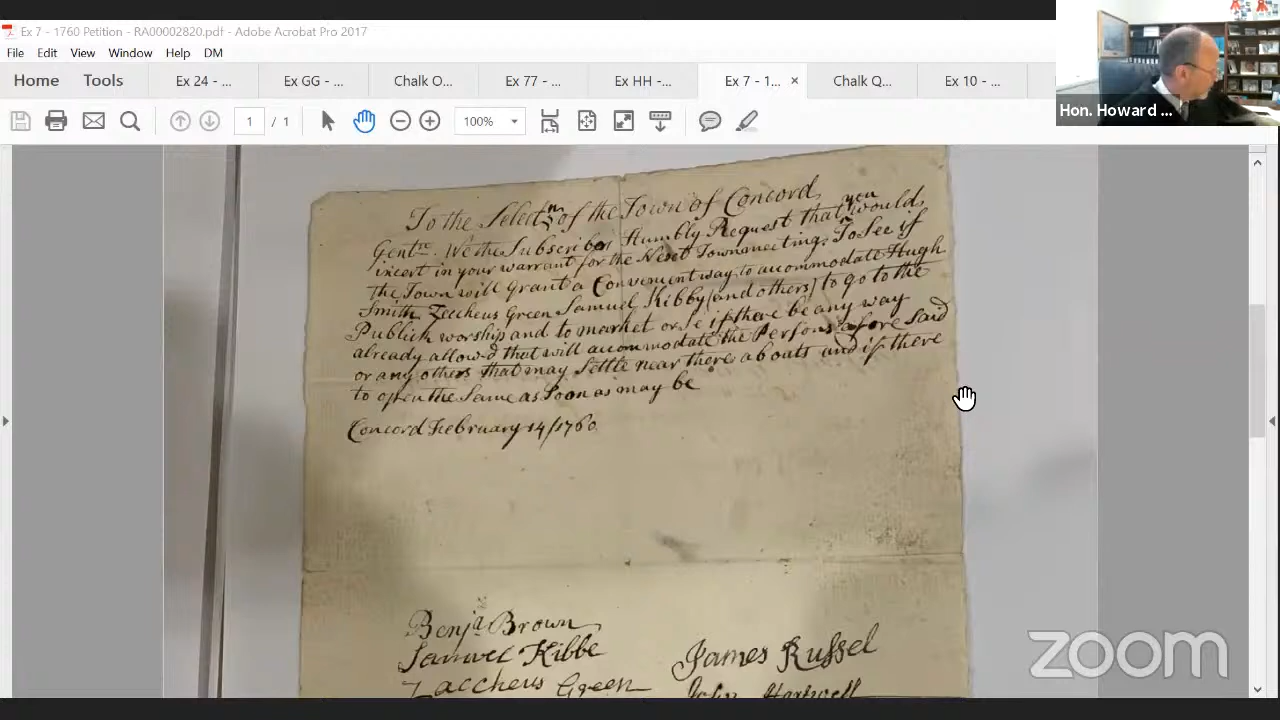 Ex 7 - 1760 Petition - RA00002820.pdf - Adobe Acrobat Pro 2017
File Edit View Window Help DM
Home Tools Ex 24 - ... Ex GG - ... Chalk O... Ex 77 - ... Ex HH -... Ex 7 - 1... × Chalk Q... Ex 10 - ...
1 / 1 100%
Hon. Howard ...
To the Selectmn of the Town of Concord
Gentm. We the Subscribers Humbly Request that you would
incert in your warrant for the Next Townmeeting. To See if
the Town will Grant a Convenient way to accommodate Hugh
Smith Zeccheus Green Samuel Kibby (and others) to go to the
Publick worship and to market or Se if there be any way
already allow-d that will accommodate the Persons afore Said
or any others that may Settle near there abouts and if there
to open the Same as Soon as may be
Concord February 14/1760
Benja Brown
Samuel Kibbe
James Russel
Zaccheus Green
John Hartwell
zoom